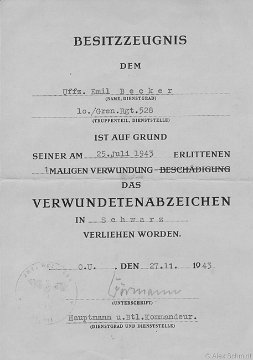 BESITZZEUGNIS
DEM
Uffz. Emil Becker
(NAME, DIENSTGRAD)
10./Gren.Rgt.528
(TRUPPENTEIL, DIENSTSTELLE)
IST AUF GRUND
SEINER AM 25.Juli 1943 ERLITTENEN
1 MALIGEN VERWUNDUNG BESCHÄDIGUNG
DAS
VERWUNDETENABZEICHEN
IN Schwarz
VERLIEHEN WORDEN.
O.U. , DEN 27.11. 1943
(UNTERSCHRIFT)
Hauptmann u.Btl.Kommandeur.
(DIENSTGRAD UND DIENSTSTELLE)